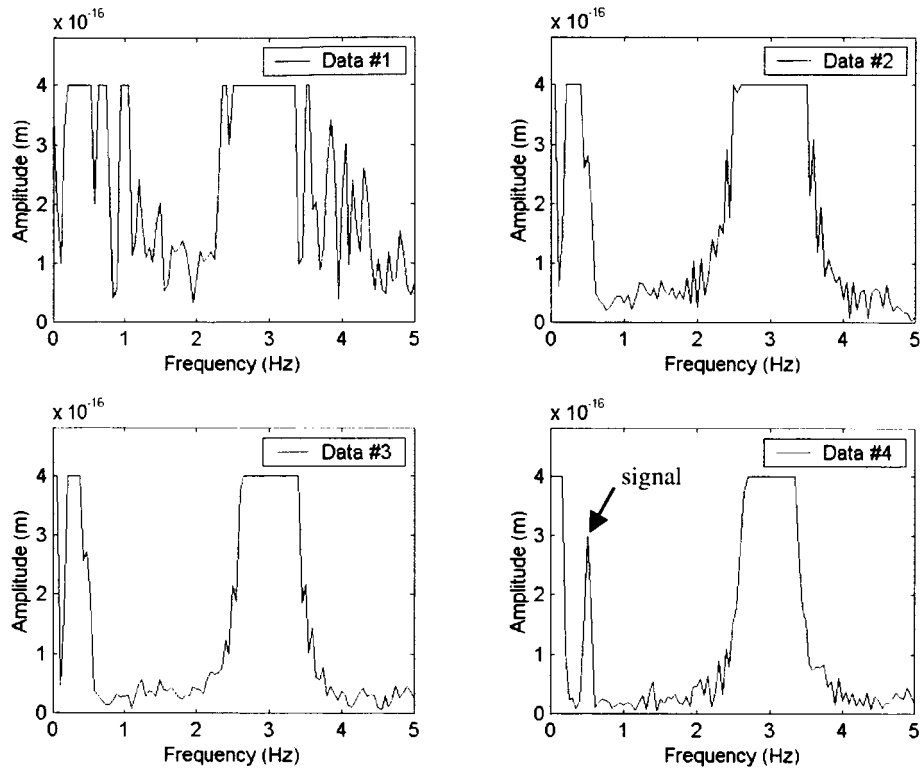 x 10⁻¹⁶
Data #1
Amplitude (m)
4
3
2
1
0
0 1 2 3 4 5
Frequency (Hz)
x 10⁻¹⁶
Data #2
Amplitude (m)
4
3
2
1
0
0 1 2 3 4 5
Frequency (Hz)
x 10⁻¹⁶
Data #3
Amplitude (m)
4
3
2
1
0
0 1 2 3 4 5
Frequency (Hz)
x 10⁻¹⁶
Data #4
signal
Amplitude (m)
4
3
2
1
0
0 1 2 3 4 5
Frequency (Hz)